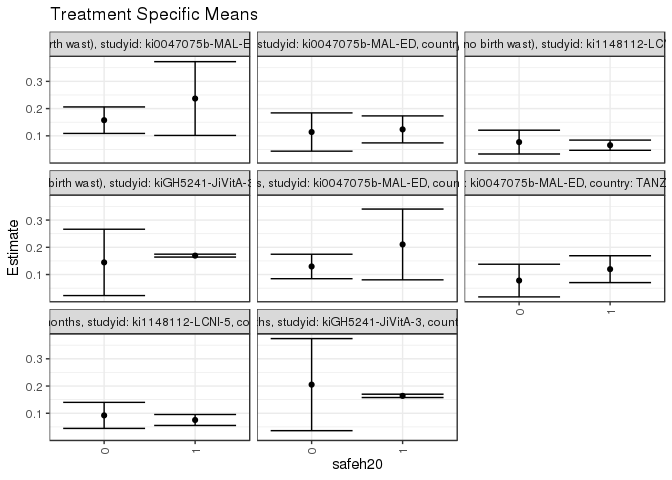 Treatment Specific Means
rth wast), studyid: ki0047075b-MAL-E
studyid: ki0047075b-MAL-ED, country
no birth wast), studyid: ki1148112-LC
0.3
0.2
0.1
birth wast), studyid: kiGH5241-JiVitA-3
s, studyid: ki0047075b-MAL-ED, coun
: ki0047075b-MAL-ED, country: TANZ
0.3
0.2
0.1
0
1
onths, studyid: ki1148112-LCNI-5, co
hs, studyid: kiGH5241-JiVitA-3, count
0.3
0.2
0.1
0
1
0
1
Estimate
safeh20